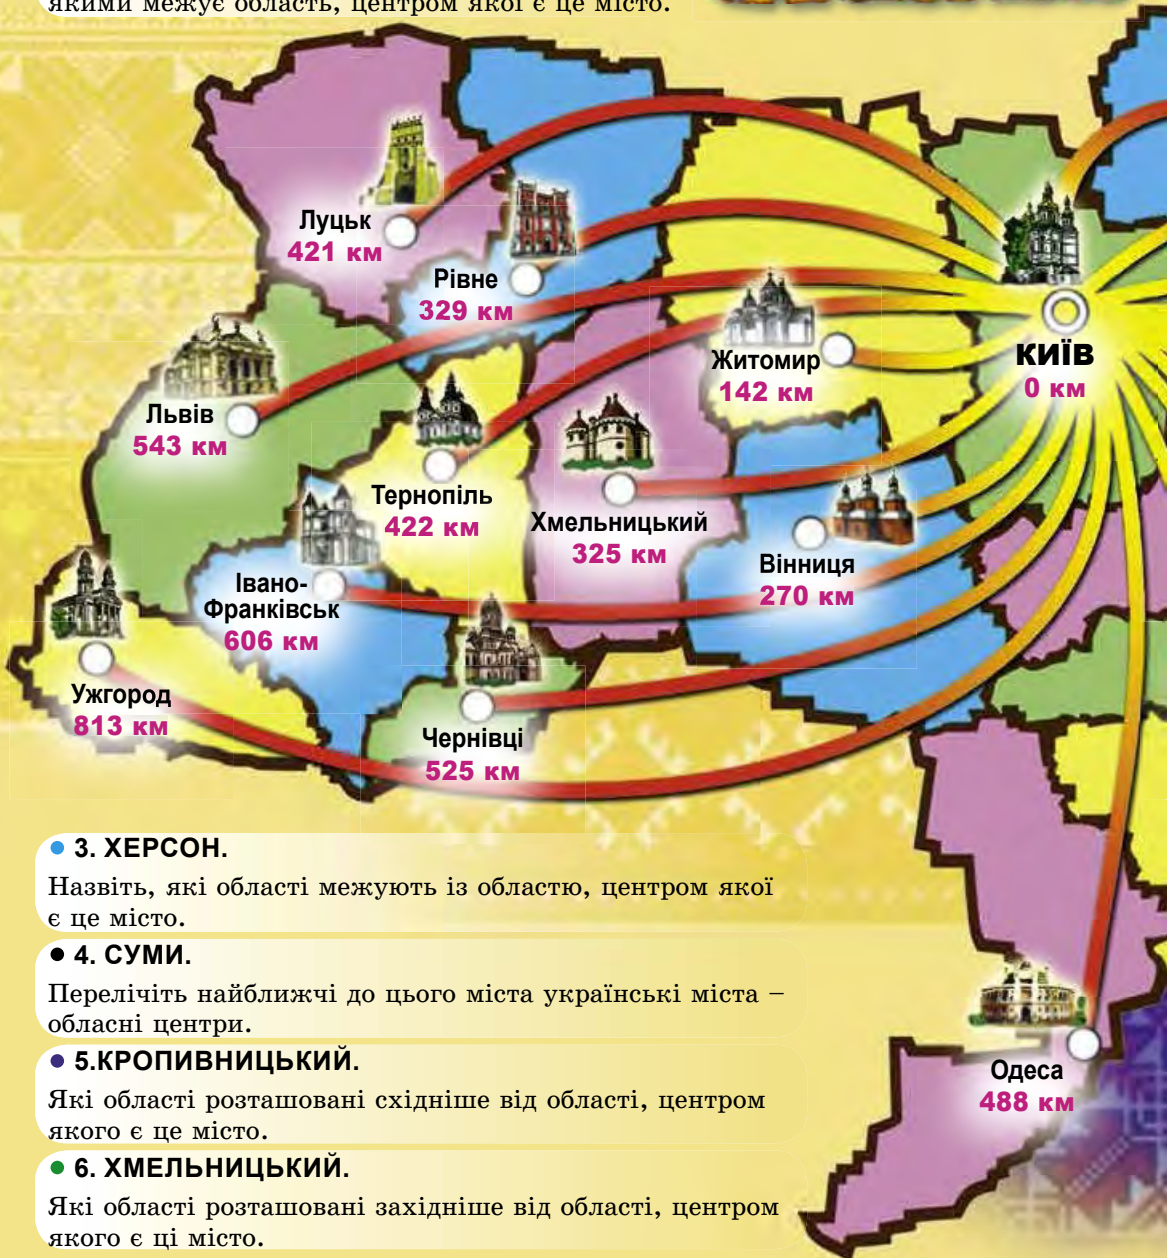 якими межує область, центром якої є це місто.
Луцьк
421 км
Рівне
329 км
Житомир
142 км
КИЇВ
0 км
Львів
543 км
Тернопіль
422 км
Хмельницький
325 км
Вінниця
270 км
Івано-
Франківськ
606 км
Ужгород
813 км
Чернівці
525 км
Одеса
488 км
• 3. ХЕРСОН.
Назвіть, які області межують із областю, центром якої
є це місто.
• 4. СУМИ.
Перелічіть найближчі до цього міста українські міста –
обласні центри.
• 5.КРОПИВНИЦЬКИЙ.
Які області розташовані східніше від області, центром
якого є це місто.
• 6. ХМЕЛЬНИЦЬКИЙ.
Які області розташовані західніше від області, центром
якого є ці місто.